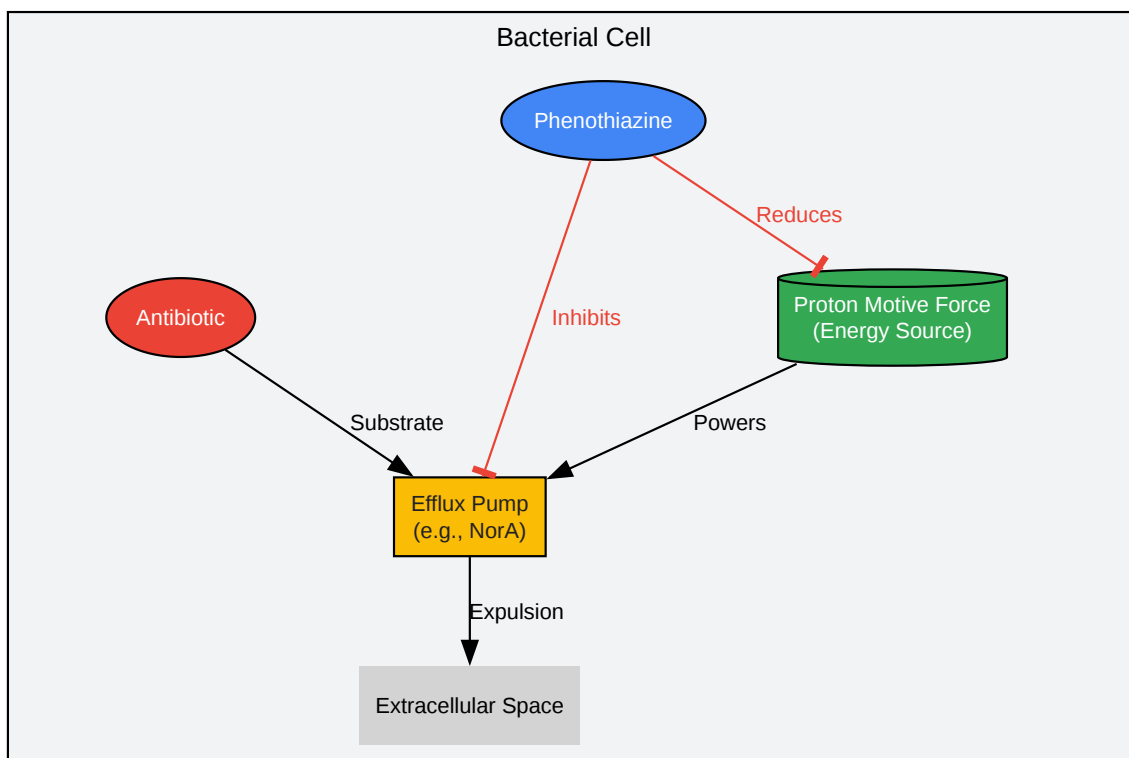 Bacterial Cell
Phenothiazine
Reduces
Antibiotic
Inhibits
Proton Motive Force
(Energy Source)
Substrate
Powers
Efflux Pump
(e.g., NorA)
Expulsion
Extracellular Space